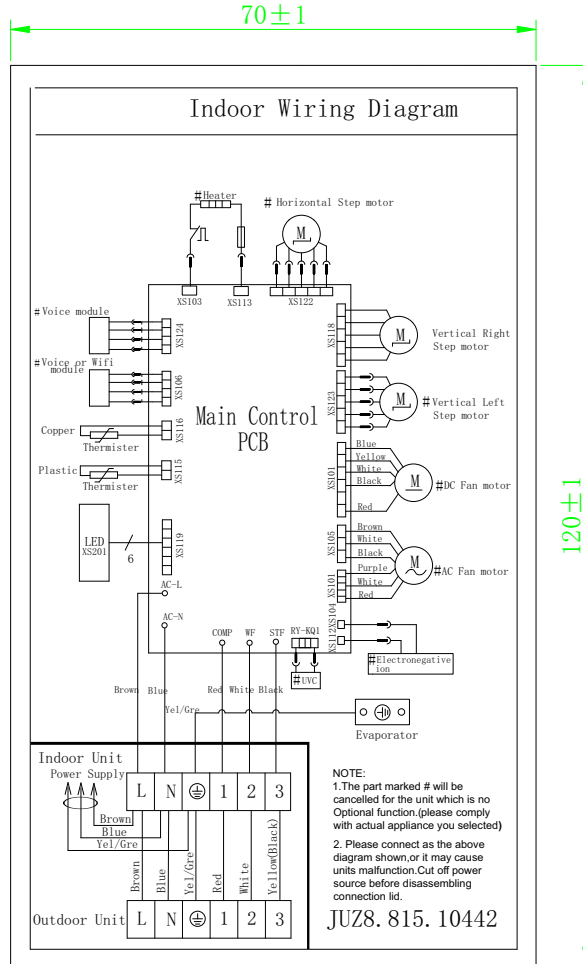 70±1
120±1
Indoor Wiring Diagram
#Heater
# Horizontal Step motor
M
XS103
XS113
XS122
#Voice module
XS124
#Voice or Wifi
module
XS106
Copper
Thermister
XS116
Plastic
Thermister
XS115
LED
XS201
6
XS119
Main Control
PCB
XS118
M
Vertical Right
Step motor
XS123
M
#Vertical Left
Step motor
Blue
Yellow
White
Black
Red
XS101
M
#DC Fan motor
Brown
White
Black
Purple
White
Red
XS105
XS101
M
#AC Fan motor
XS104
XS112
#Electronegative
ion
AC-L
AC-N
COMP
WF
STF
RY-KQ1
#UVC
Brown
Blue
Red
White
Black
Yel/Gre
Evaporator
Indoor Unit
Power Supply
L
N
1
2
3
Brown
Blue
Yel/Gre
Brown
Blue
Yel/Gre
Red
White
Yellow(Black)
Outdoor Unit
L
N
1
2
3
NOTE:
1.The part marked # will be
cancelled for the unit which is no
Optional function.(please comply
with actual appliance you selected)
2. Please connect as the above
diagram shown,or it may cause
units malfunction.Cut off power
source before disassembling
connection lid.
JUZ8.815.10442